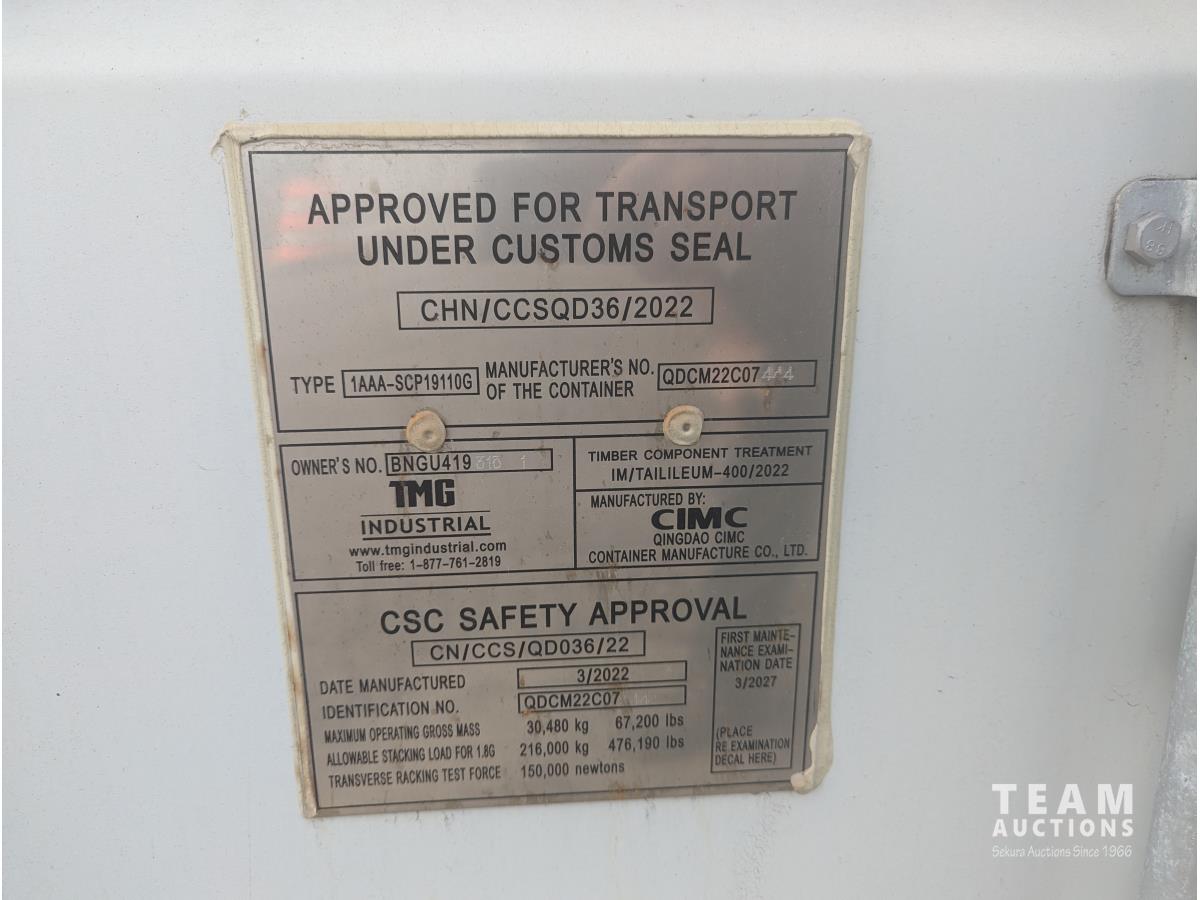 APPROVED FOR TRANSPORT
UNDER CUSTOMS SEAL
CHN/CCSQD36/2022
TYPE 1AAA-SCP19110G MANUFACTURER'S NO.
OF THE CONTAINER QDCM22C07444
OWNER'S NO. BNGU419313 1
TMG
INDUSTRIAL
www.tmgindustrial.com
Toll free: 1-877-761-2819
TIMBER COMPONENT TREATMENT
IM/TAILILEUM-400/2022
MANUFACTURED BY:
CIMC
QINGDAO CIMC
CONTAINER MANUFACTURE CO., LTD.
CSC SAFETY APPROVAL
CN/CCS/QD036/22
DATE MANUFACTURED 3/2022
IDENTIFICATION NO. QDCM22C07
MAXIMUM OPERATING GROSS MASS 30,480 kg 67,200 lbs
ALLOWABLE STACKING LOAD FOR 1.8G 216,000 kg 476,190 lbs
TRANSVERSE RACKING TEST FORCE 150,000 newtons
FIRST MAINTE-
NANCE EXAMI-
NATION DATE
3/2027
(PLACE
RE EXAMINATION
DECAL HERE)
TEAM
AUCTIONS
Sekura Auctions Since 1966